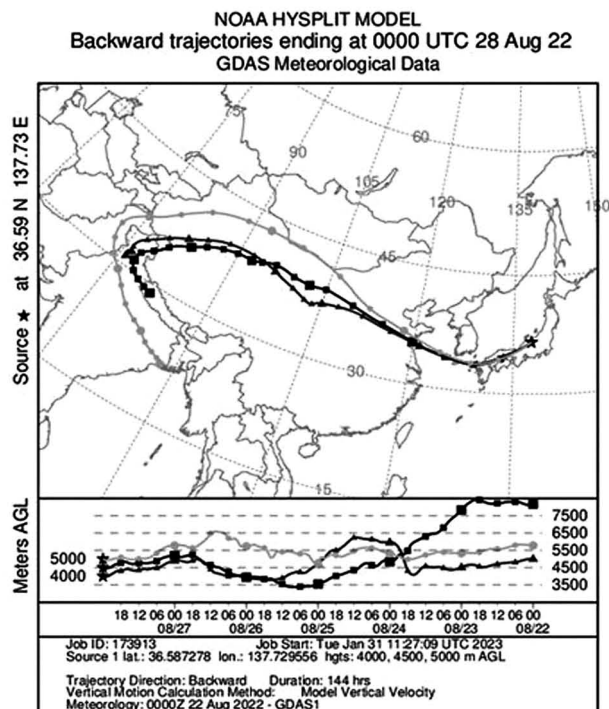 NOAA HYSPLIT MODEL
Backward trajectories ending at 0000 UTC 28 Aug 22
GDAS Meteorological Data
Source ★ at 36.59 N 137.73 E
75
60
90
105
120
135
150
45
30
15
Meters AGL
7500
6500
5000
5500
4000
4500
3500
18 12 06 00 18 12 06 00 18 12 06 00 18 12 06 00 18 12 06 00 18 12 06 00
08/27 08/26 08/25 08/24 08/23 08/22
Job ID: 173913 Job Start: Tue Jan 31 11:27:09 UTC 2023
Source 1 lat.: 36.587278 lon.: 137.729556 hgts: 4000, 4500, 5000 m AGL
Trajectory Direction: Backward Duration: 144 hrs
Vertical Motion Calculation Method: Model Vertical Velocity
Meteorology: 0000Z 22 Aug 2022 - GDAS1